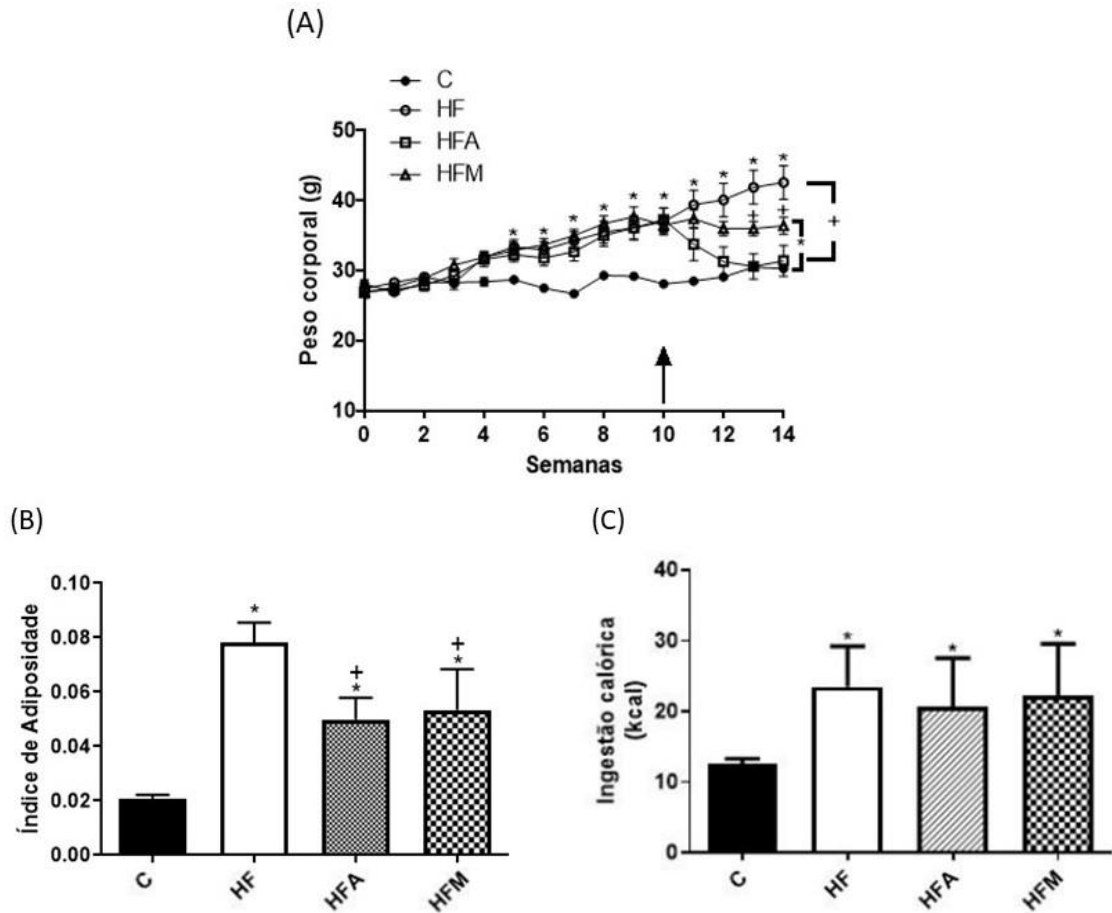 (A)
C
HF
HFA
HFM
Peso corporal (g)
50
40
30
20
10
* * * * * * * * * *
+ +
*
+
0 2 4 6 8 10 12 14
Semanas
(B)
Índice de Adiposidade
0.10
0.08
0.06
0.04
0.02
0.00
*
+
*
+
*
C HF HFA HFM
(C)
Ingestão calórica
(kcal)
40
30
20
10
0
* * *
C HF HFA HFM